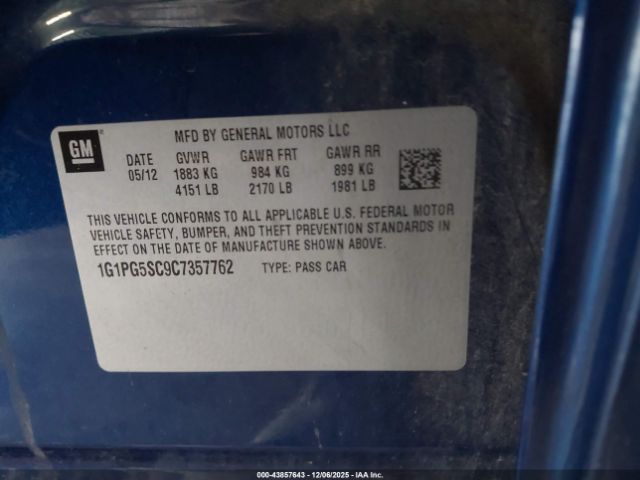 MFD BY GENERAL MOTORS LLC
GM
DATE GVWR GAWR FRT GAWR RR
05/12 1883 KG 984 KG 899 KG
4151 LB 2170 LB 1981 LB
THIS VEHICLE CONFORMS TO ALL APPLICABLE U.S. FEDERAL MOTOR
VEHICLE SAFETY, BUMPER, AND THEFT PREVENTION STANDARDS IN
EFFECT ON THE DATE OF MANUFACTURE SHOWN ABOVE.
1G1PG5SC9C7357762 TYPE: PASS CAR
000-43857643 - 12/06/2025 - IAAI.COM